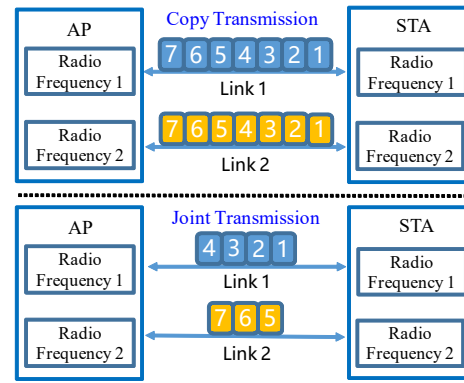 Copy Transmission
AP
STA
Radio
Frequency 1
7 6 5 4 3 2 1
Radio
Frequency 1
Link 1
Radio
Frequency 2
7 6 5 4 3 2 1
Radio
Frequency 2
Link 2
Joint Transmission
AP
STA
Radio
Frequency 1
4 3 2 1
Radio
Frequency 1
Link 1
Radio
Frequency 2
7 6 5
Radio
Frequency 2
Link 2